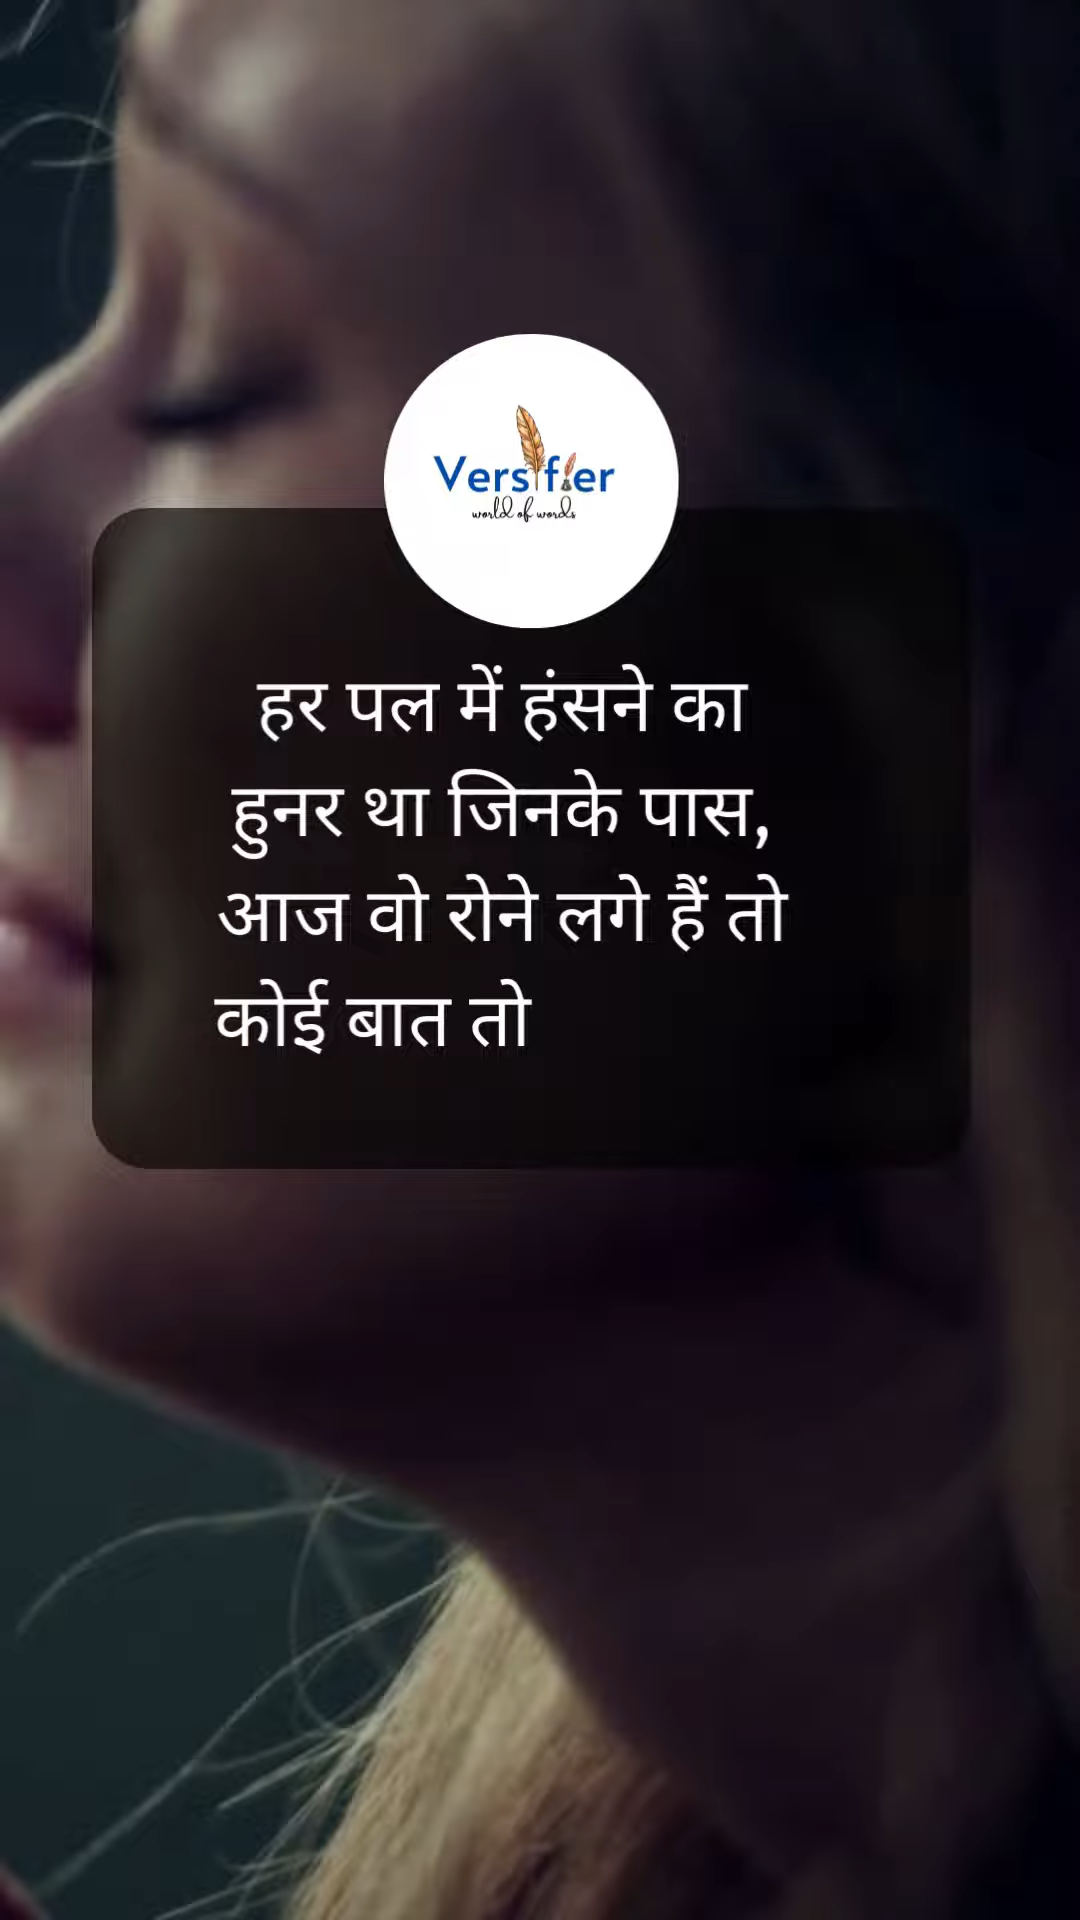 Versifier
world of words
हर पल में हंसने का
हुनर था जिनके पास,
आज वो रोने लगे हैं तो
कोई बात तो